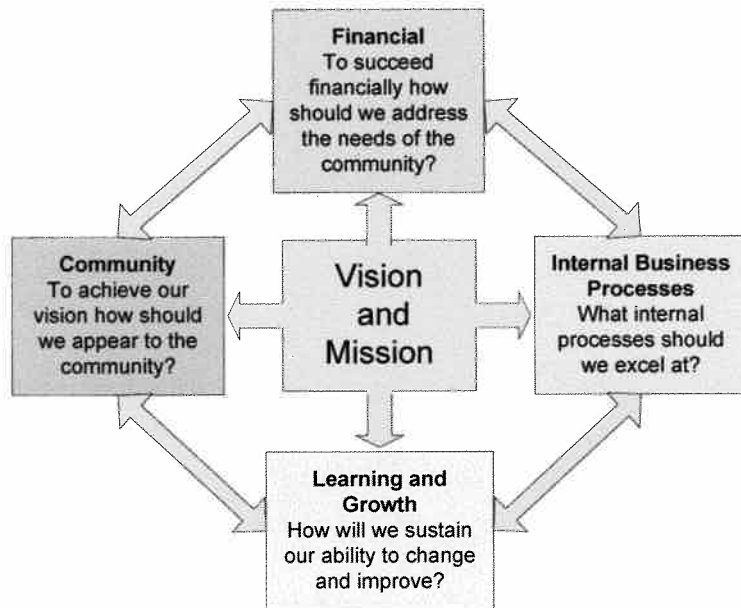 Financial
To succeed
financially how
should we address
the needs of the
community?
Community
To achieve our
vision how should
we appear to the
community?
Vision
and
Mission
Internal Business
Processes
What internal
processes should
we excel at?
Learning and
Growth
How will we sustain
our ability to change
and improve?